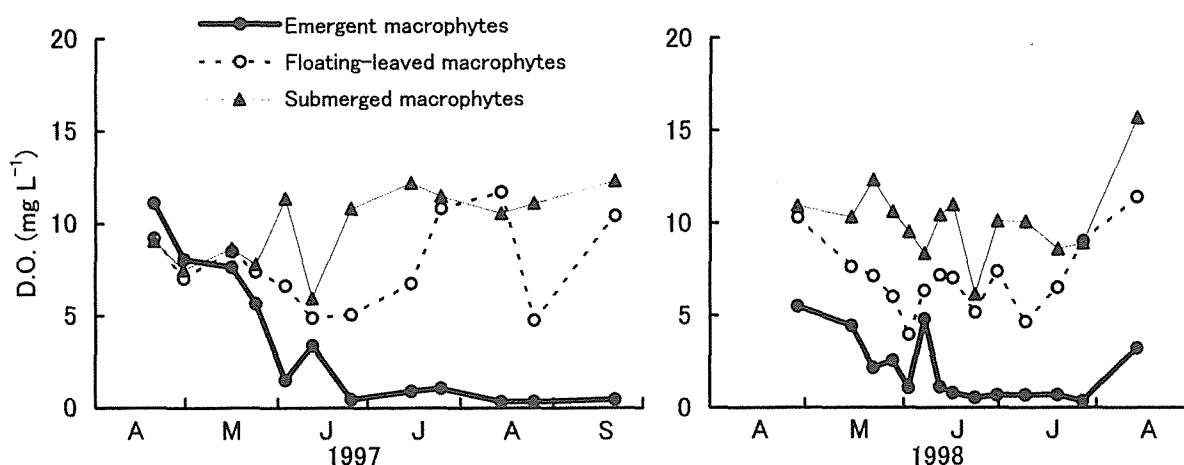 Emergent macrophytes
Floating-leaved macrophytes
Submerged macrophytes
D.O. (mg L⁻¹)
20
15
10
5
0
A M J J A S
1997
20
15
10
5
0
A M J J A
1998